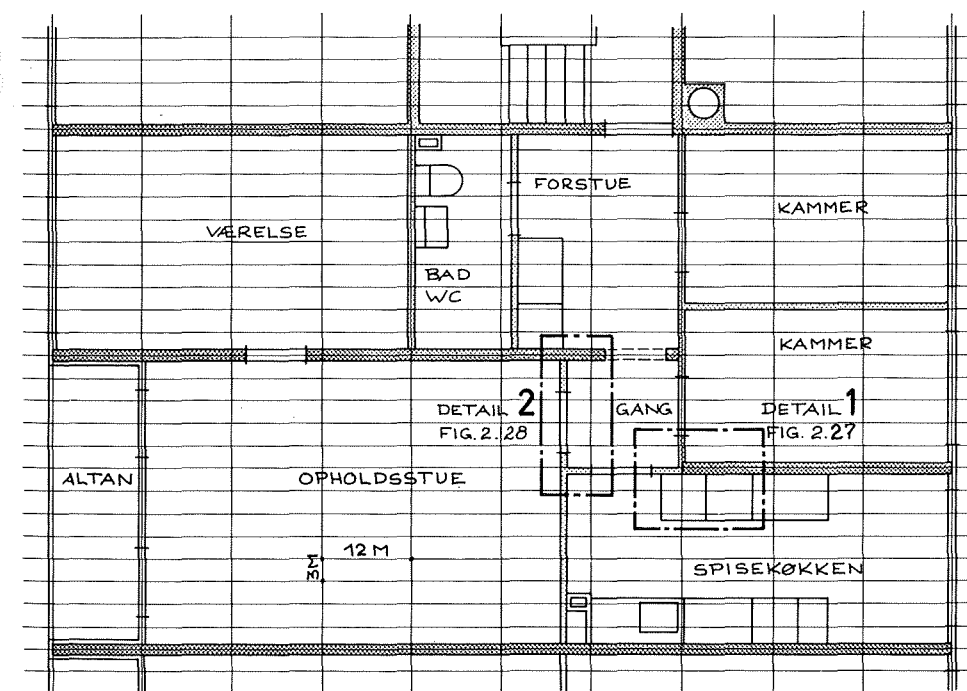 FORSTUE
KAMMER
VÆRELSE
BAD
WC
KAMMER
DETAIL 2
FIG. 2.28
GANG
DETAIL 1
FIG. 2.27
ALTAN
OPHOLDSSTUE
12 M
3M
SPISEKØKKEN